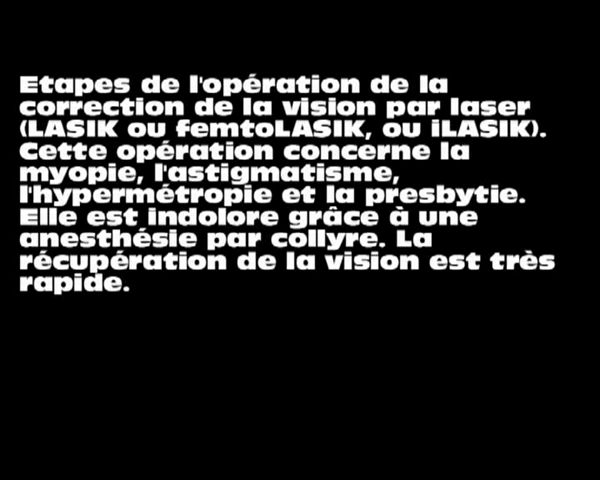 Etapes de l'opération de la
correction de la vision par laser
(LASIK ou femtoLASIK, ou iLASIK).
Cette opération concerne la
myopie, l'astigmatisme,
l'hypermétropie et la presbytie.
Elle est indolore grâce à une
anesthésie par collyre. La
récupération de la vision est très
rapide.